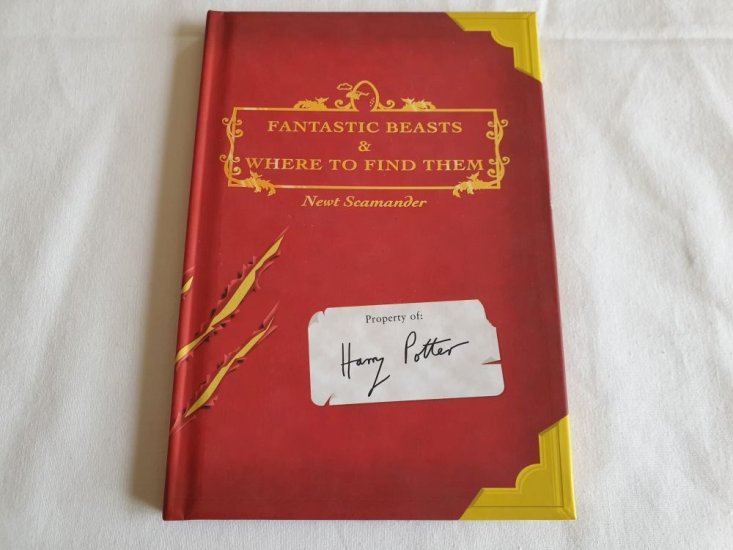 FANTASTIC BEASTS
&
WHERE TO FIND THEM
Newt Scamander
Property of:
Harry Potter